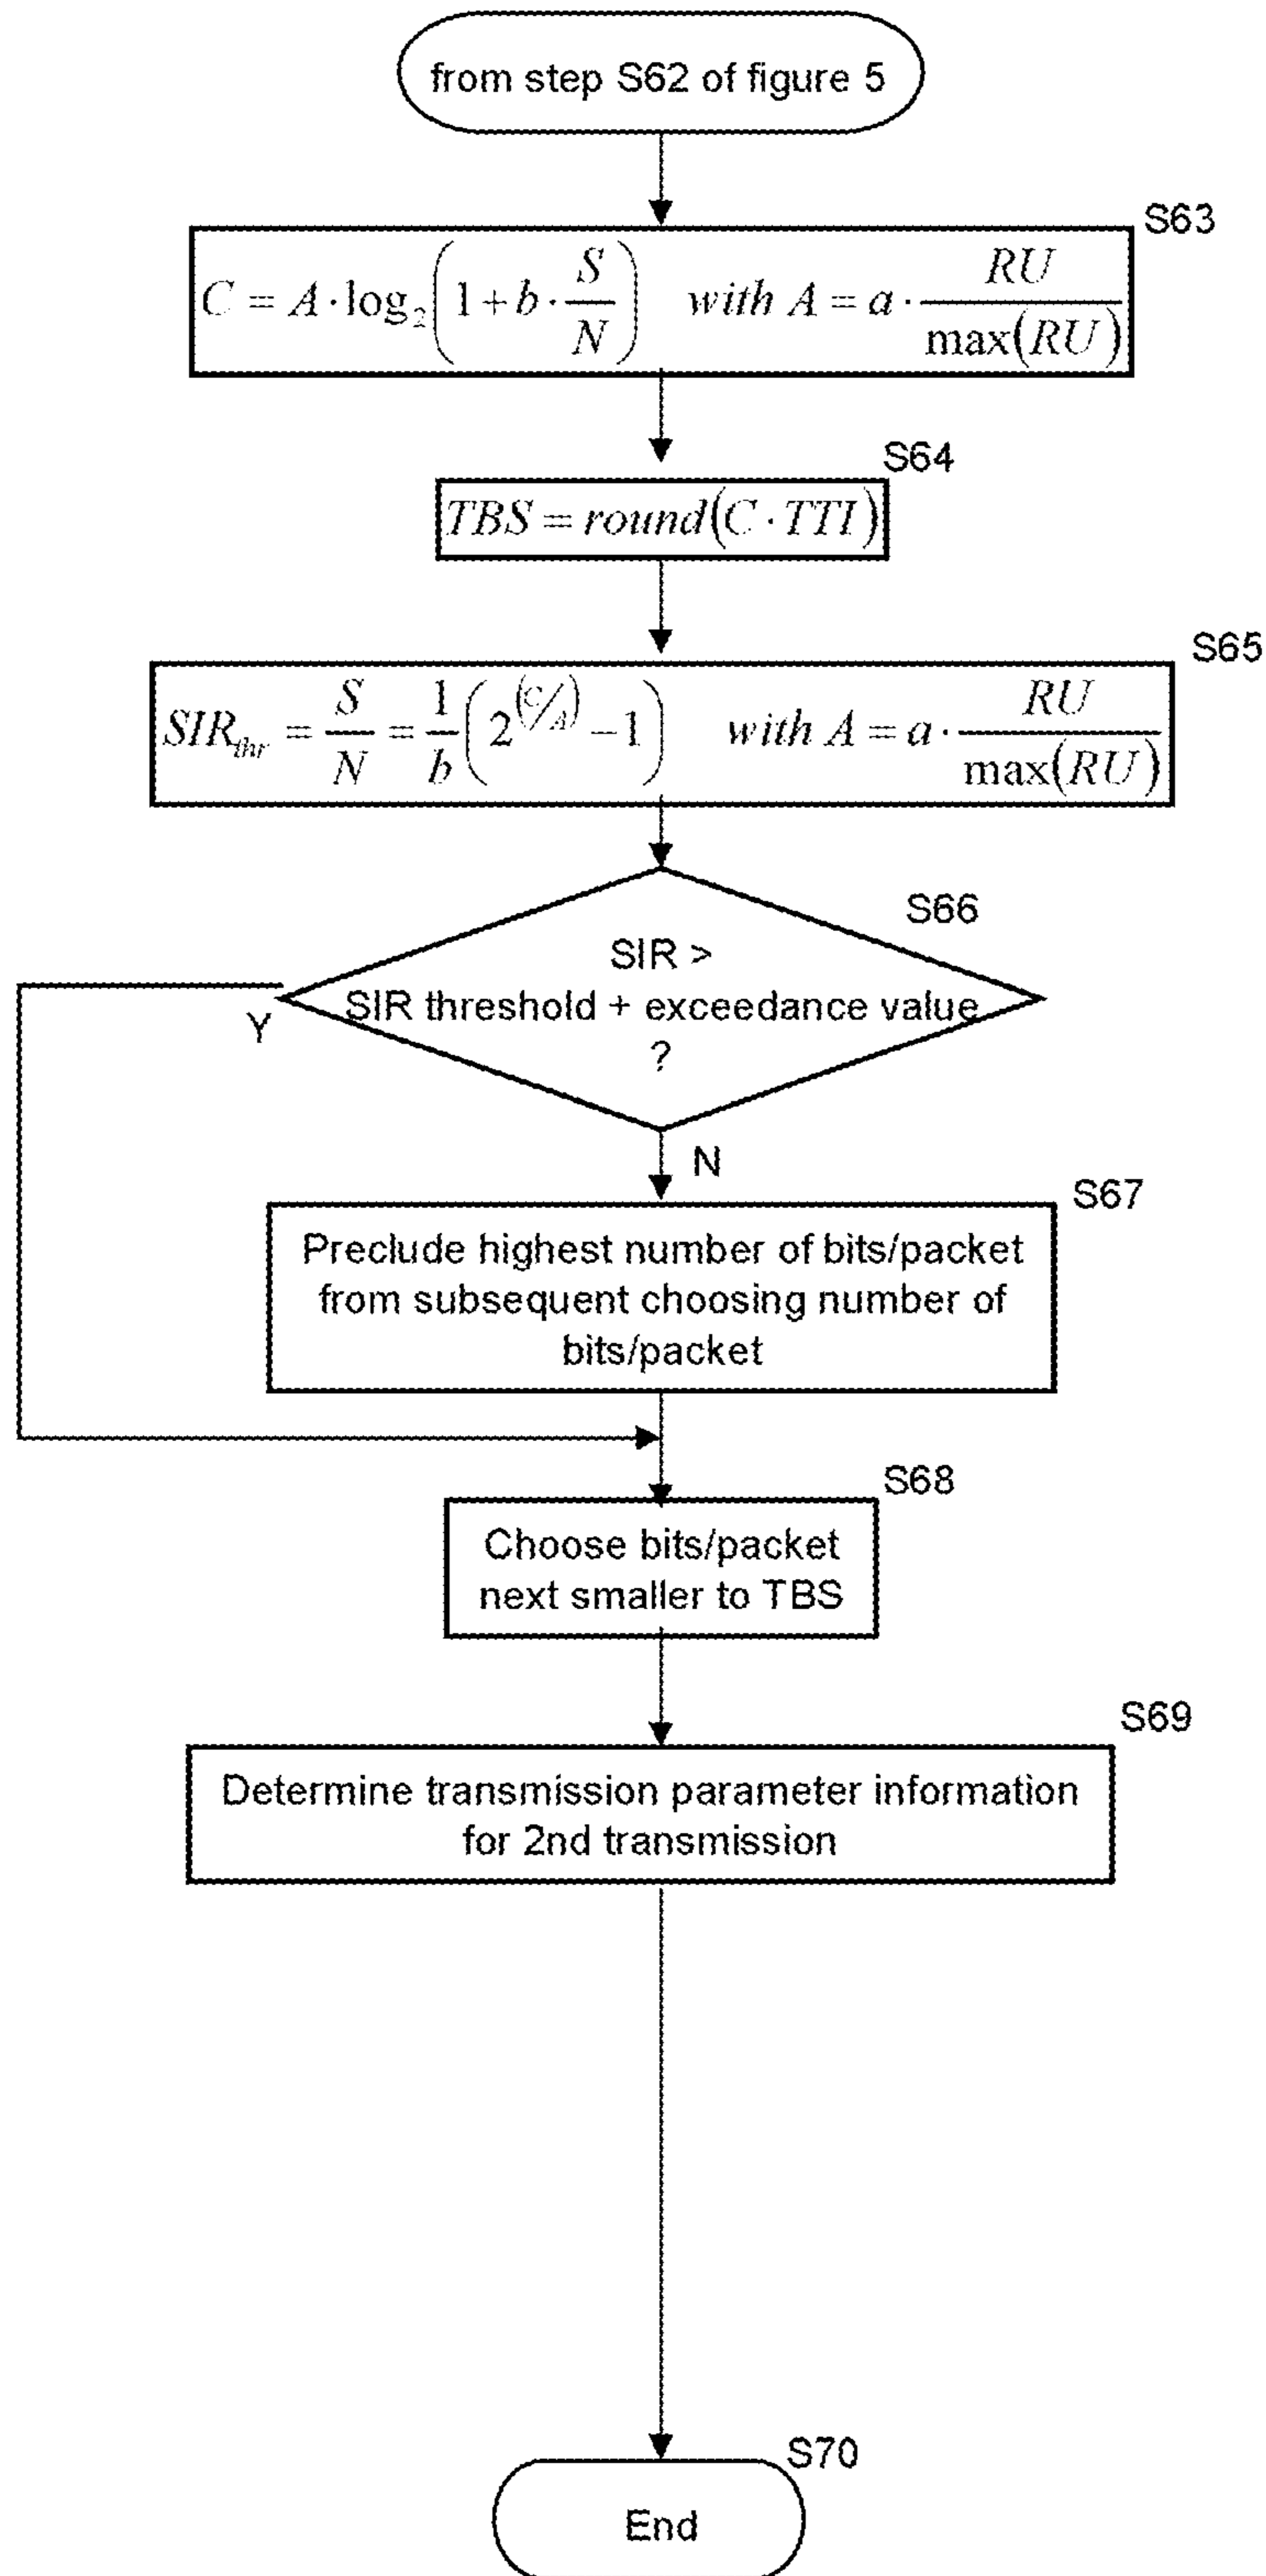 from step S62 of figure 5
S63
C = A · log₂(1 + b · S/N) with A = a · RU/max(RU)
S64
TBS = round(C · TTI)
S65
SIR_thr = S/N = 1/b (2^(C/A) − 1) with A = a · RU/max(RU)
S66
SIR >
SIR threshold + exceedance value
?
Y
N
S67
Preclude highest number of bits/packet
from subsequent choosing number of
bits/packet
S68
Choose bits/packet
next smaller to TBS
S69
Determine transmission parameter information
for 2nd transmission
S70
End